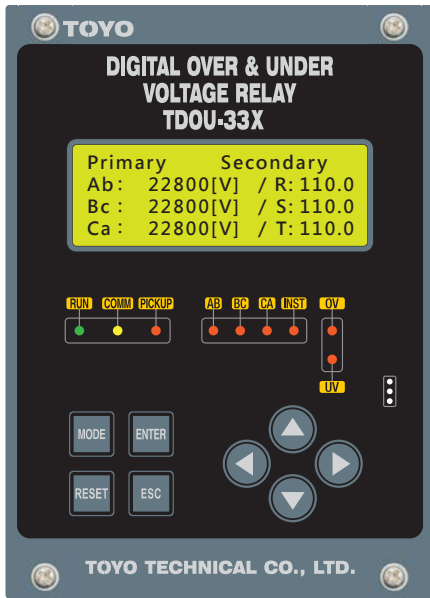 TOYO
DIGITAL OVER & UNDER
VOLTAGE RELAY
TDOU-33X
Primary Secondary
Ab: 22800[V] / R: 110.0
Bc : 22800[V] / S: 110.0
Ca : 22800[V] / T: 110.0
RUN COMM PICKUP AB BC CA INST OV
UV
MODE ENTER
RESET ESC
TOYO TECHNICAL CO., LTD.